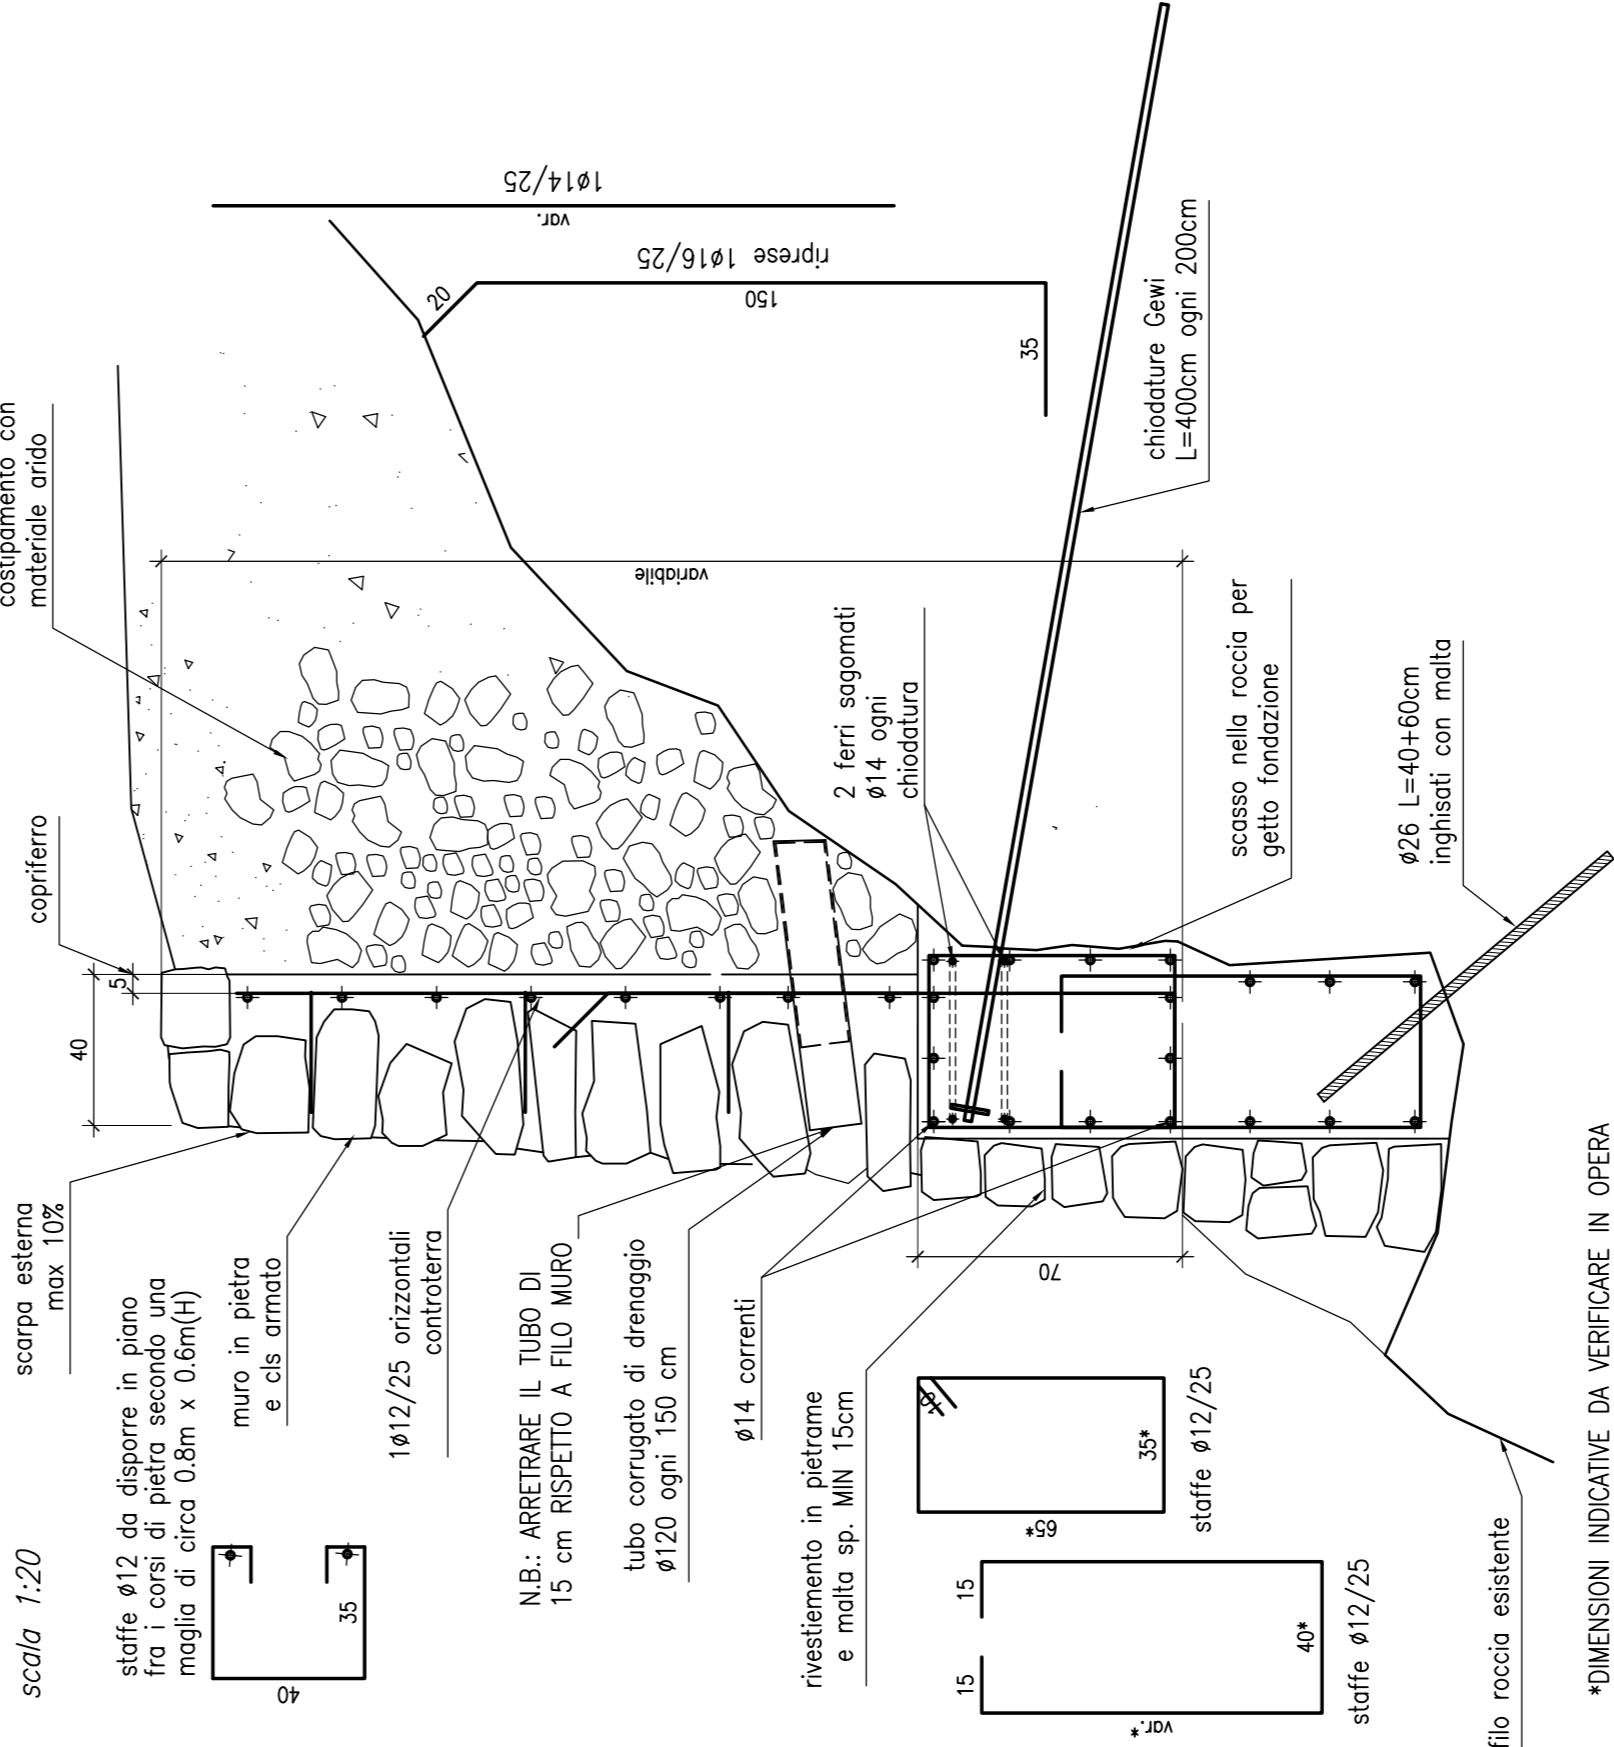 scala 1:20
staffe ø12 da disporre in piano
fra i corsi di pietra secondo una
maglia di circa 0.8m x 0.6m(H)
40
35
scarpa esterna
max 10%
muro in pietra
e cls armato
1ø12/25 orizzontali
controterra
N.B.: ARRETRARE IL TUBO DI
15 cm RISPETTO A FILO MURO
tubo corrugato di drenaggio
ø120 ogni 150 cm
ø14 correnti
rivestiemento in pietrame
e malta sp. MIN 15cm
40
5
copriferro
costipamento con
materiale arido
variabile
70
2 ferri sagomati
ø14 ogni
chiodatura
1ø14/25
var.
riprese 1ø16/25
20
150
35
chiodature Gewi
L=400cm ogni 200cm
scasso nella roccia per
getto fondazione
ø26 L=40+60cm
inghisati con malta
65*
35*
staffe ø12/25
15
15
var.*
40*
staffe ø12/25
filo roccia esistente
*DIMENSIONI INDICATIVE DA VERIFICARE IN OPERA